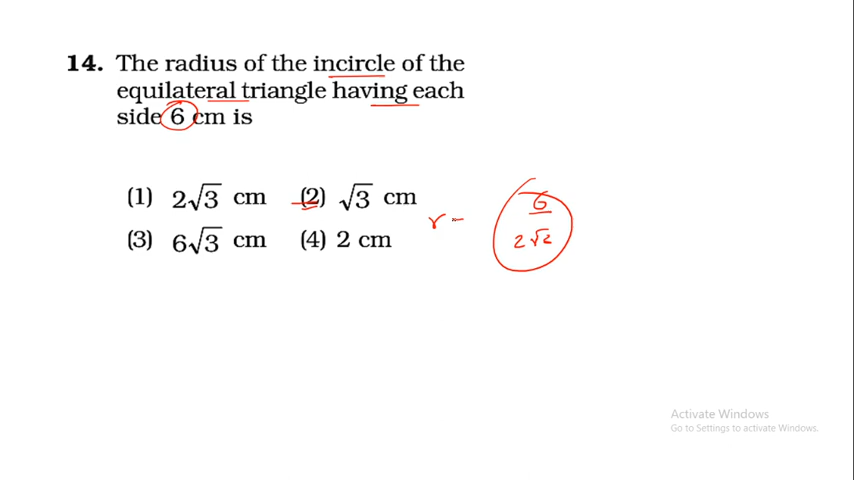 14. The radius of the incircle of the
equilateral triangle having each
side 6 cm is
(1) 2√3 cm (2) √3 cm
(3) 6√3 cm (4) 2 cm
r =
6
2√2
Activate Windows
Go to Settings to activate Windows.